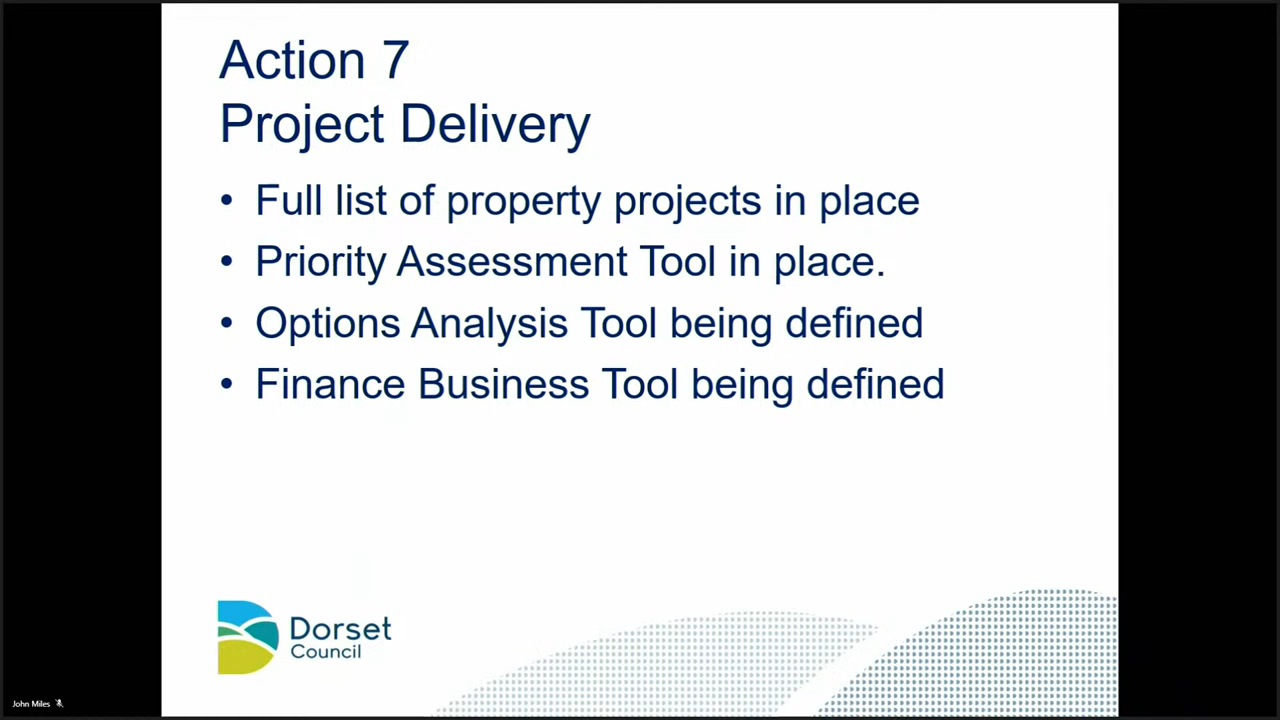 Action 7
Project Delivery
• Full list of property projects in place
• Priority Assessment Tool in place.
• Options Analysis Tool being defined
• Finance Business Tool being defined
Dorset
Council
John Miles